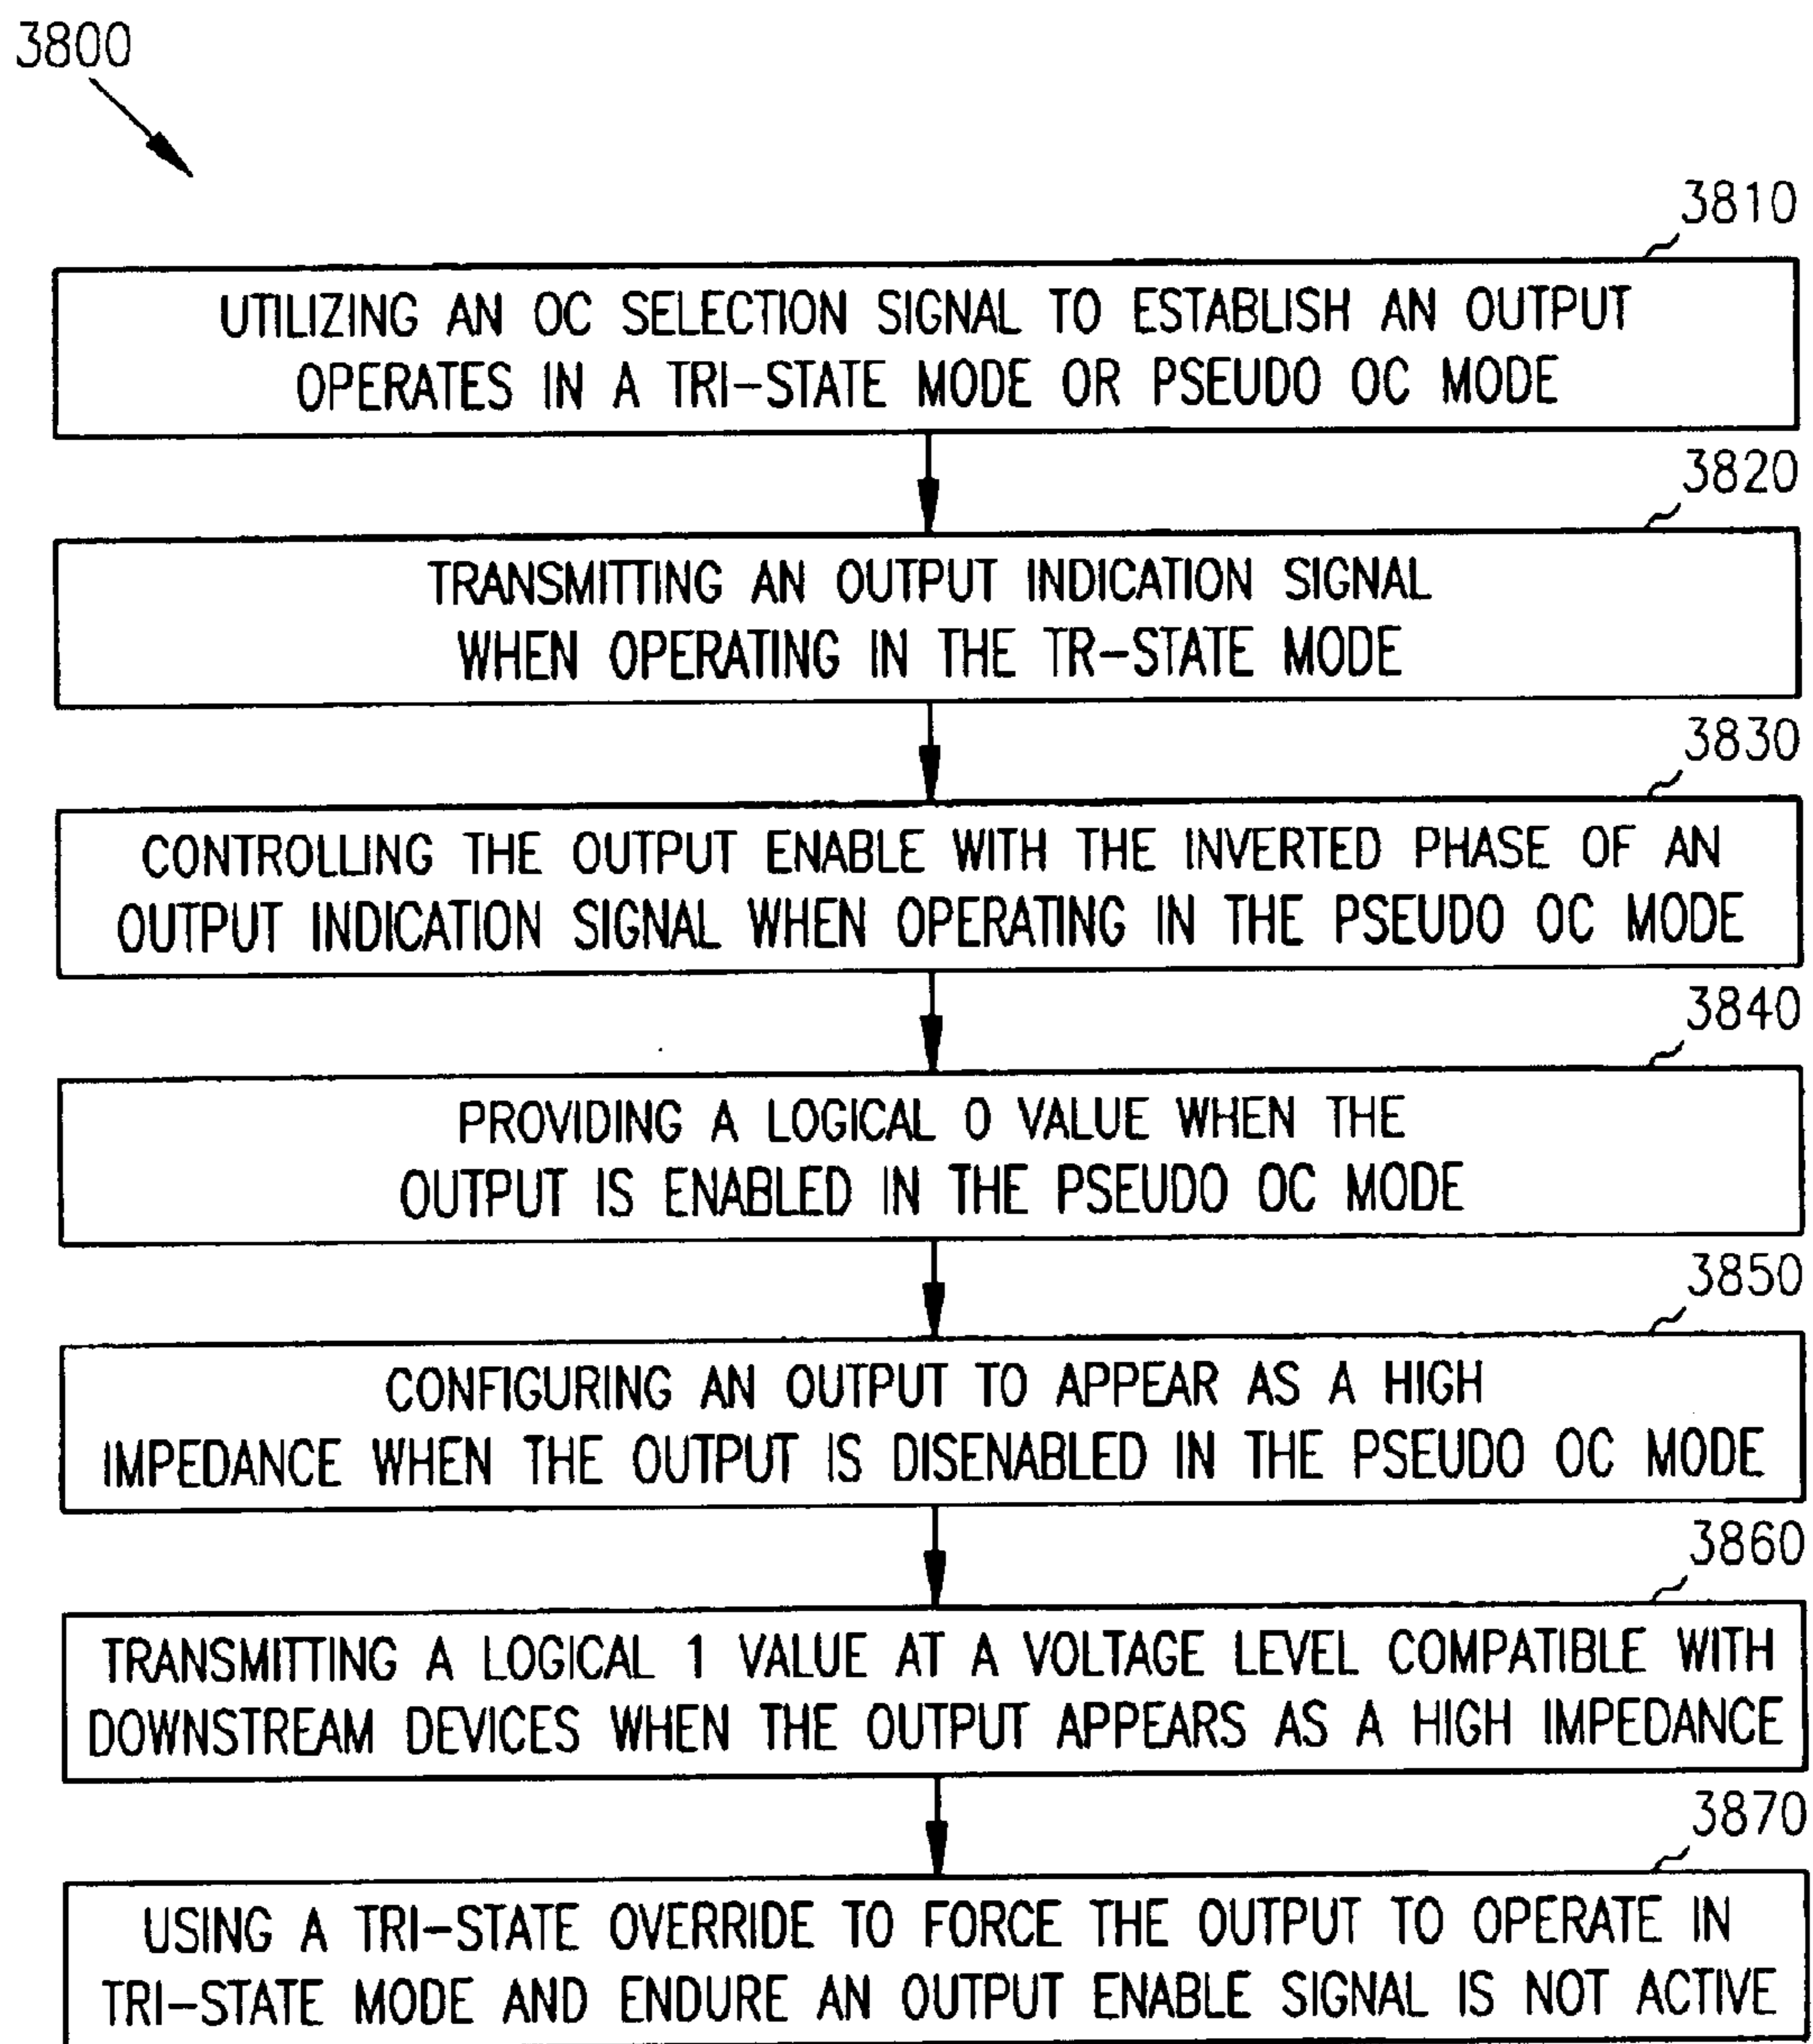 3800
3810
UTILIZING AN OC SELECTION SIGNAL TO ESTABLISH AN OUTPUT
OPERATES IN A TRI-STATE MODE OR PSEUDO OC MODE
3820
TRANSMITTING AN OUTPUT INDICATION SIGNAL
WHEN OPERATING IN THE TR-STATE MODE
3830
CONTROLLING THE OUTPUT ENABLE WITH THE INVERTED PHASE OF AN
OUTPUT INDICATION SIGNAL WHEN OPERATING IN THE PSEUDO OC MODE
3840
PROVIDING A LOGICAL 0 VALUE WHEN THE
OUTPUT IS ENABLED IN THE PSEUDO OC MODE
3850
CONFIGURING AN OUTPUT TO APPEAR AS A HIGH
IMPEDANCE WHEN THE OUTPUT IS DISENABLED IN THE PSEUDO OC MODE
3860
TRANSMITTING A LOGICAL 1 VALUE AT A VOLTAGE LEVEL COMPATIBLE WITH
DOWNSTREAM DEVICES WHEN THE OUTPUT APPEARS AS A HIGH IMPEDANCE
3870
USING A TRI-STATE OVERRIDE TO FORCE THE OUTPUT TO OPERATE IN
TRI-STATE MODE AND ENDURE AN OUTPUT ENABLE SIGNAL IS NOT ACTIVE